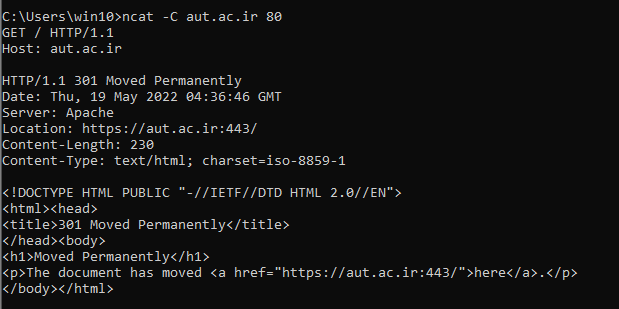 C:\Users\win10>ncat -C aut.ac.ir 80
GET / HTTP/1.1
Host: aut.ac.ir

HTTP/1.1 301 Moved Permanently
Date: Thu, 19 May 2022 04:36:46 GMT
Server: Apache
Location: https://aut.ac.ir:443/
Content-Length: 230
Content-Type: text/html; charset=iso-8859-1

<!DOCTYPE HTML PUBLIC "-//IETF//DTD HTML 2.0//EN">
<html><head>
<title>301 Moved Permanently</title>
</head><body>
<h1>Moved Permanently</h1>
<p>The document has moved <a href="https://aut.ac.ir:443/">here</a>.</p>
</body></html>